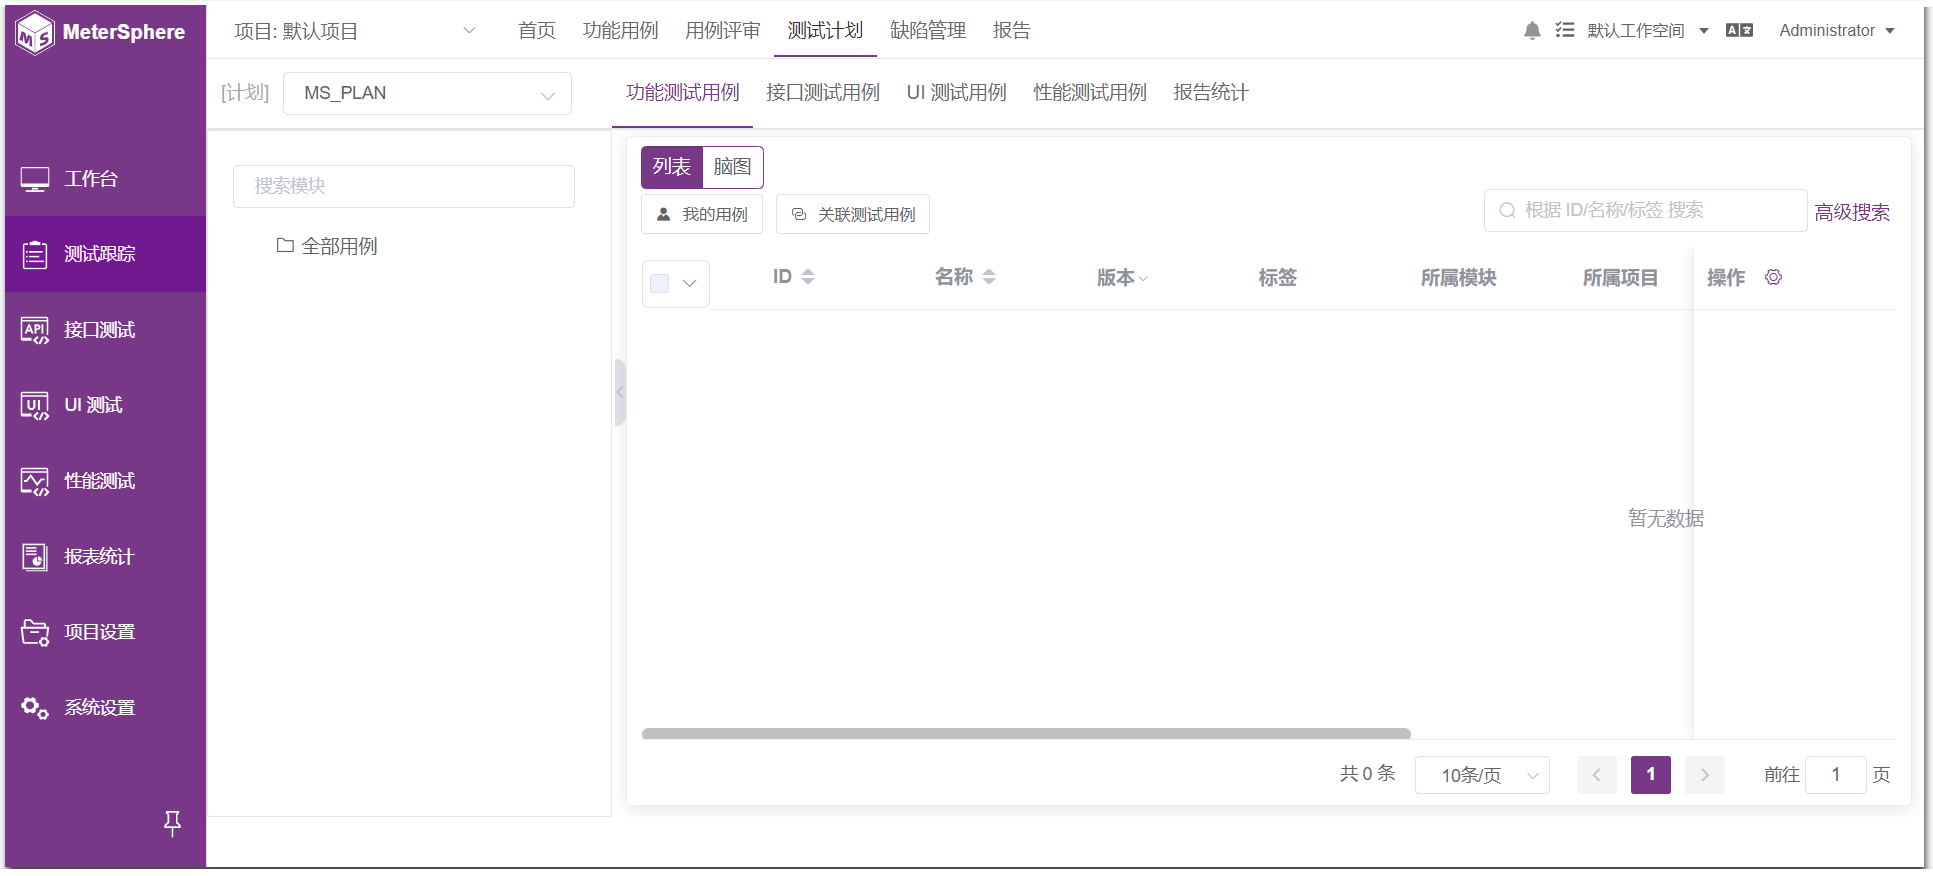 MeterSphere
项目: 默认项目
首页 功能用例 用例评审 测试计划 缺陷管理 报告
默认工作空间
Administrator
[计划] MS_PLAN
功能测试用例 接口测试用例 UI 测试用例 性能测试用例 报告统计
工作台
测试跟踪
接口测试
UI 测试
性能测试
报表统计
项目设置
系统设置
搜索模块
全部用例
列表 脑图
我的用例 关联测试用例
根据 ID/名称/标签 搜索 高级搜索
ID 名称 版本 标签 所属模块 所属项目 操作
暂无数据
共 0 条 10条/页 1 前往 1 页